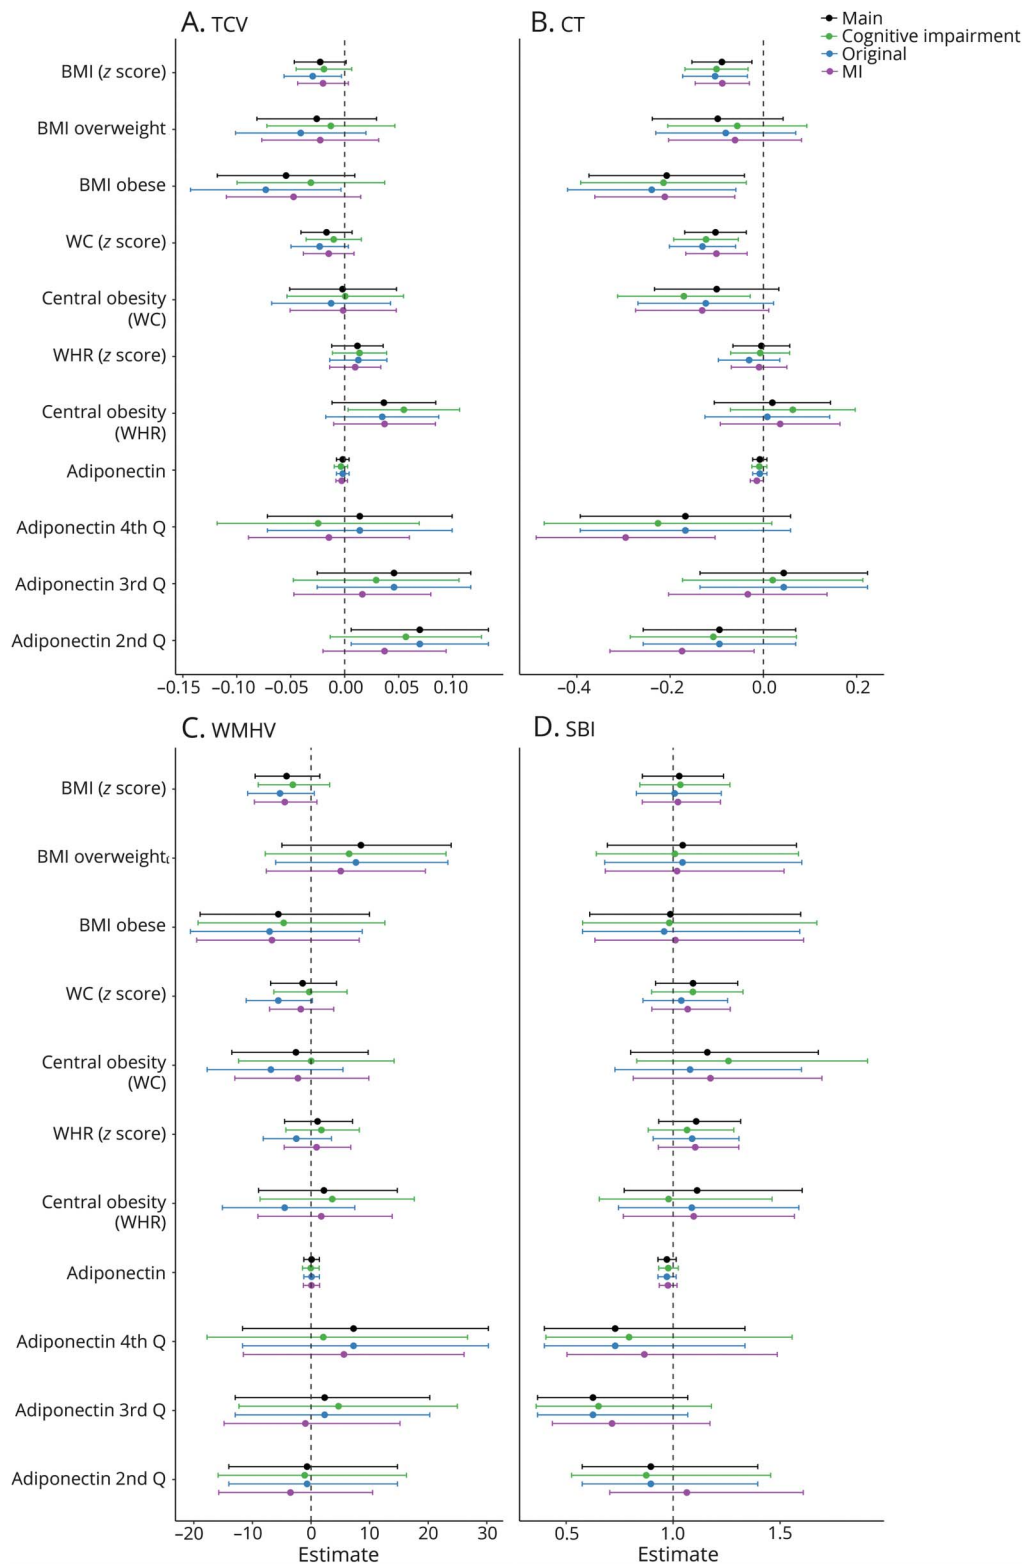 A. TCV
B. CT
Main
Cognitive impairment
Original
MI
BMI (z score)
BMI overweight
BMI obese
WC (z score)
Central obesity
(WC)
WHR (z score)
Central obesity
(WHR)
Adiponectin
Adiponectin 4th Q
Adiponectin 3rd Q
Adiponectin 2nd Q
−0.15 −0.10 −0.05 0.00 0.05 0.10
−0.4 −0.2 0.0 0.2
C. WMHV
D. SBI
BMI (z score)
BMI overweight
BMI obese
WC (z score)
Central obesity
(WC)
WHR (z score)
Central obesity
(WHR)
Adiponectin
Adiponectin 4th Q
Adiponectin 3rd Q
Adiponectin 2nd Q
−20 −10 0 10 20 30
0.5 1.0 1.5
Estimate
Estimate